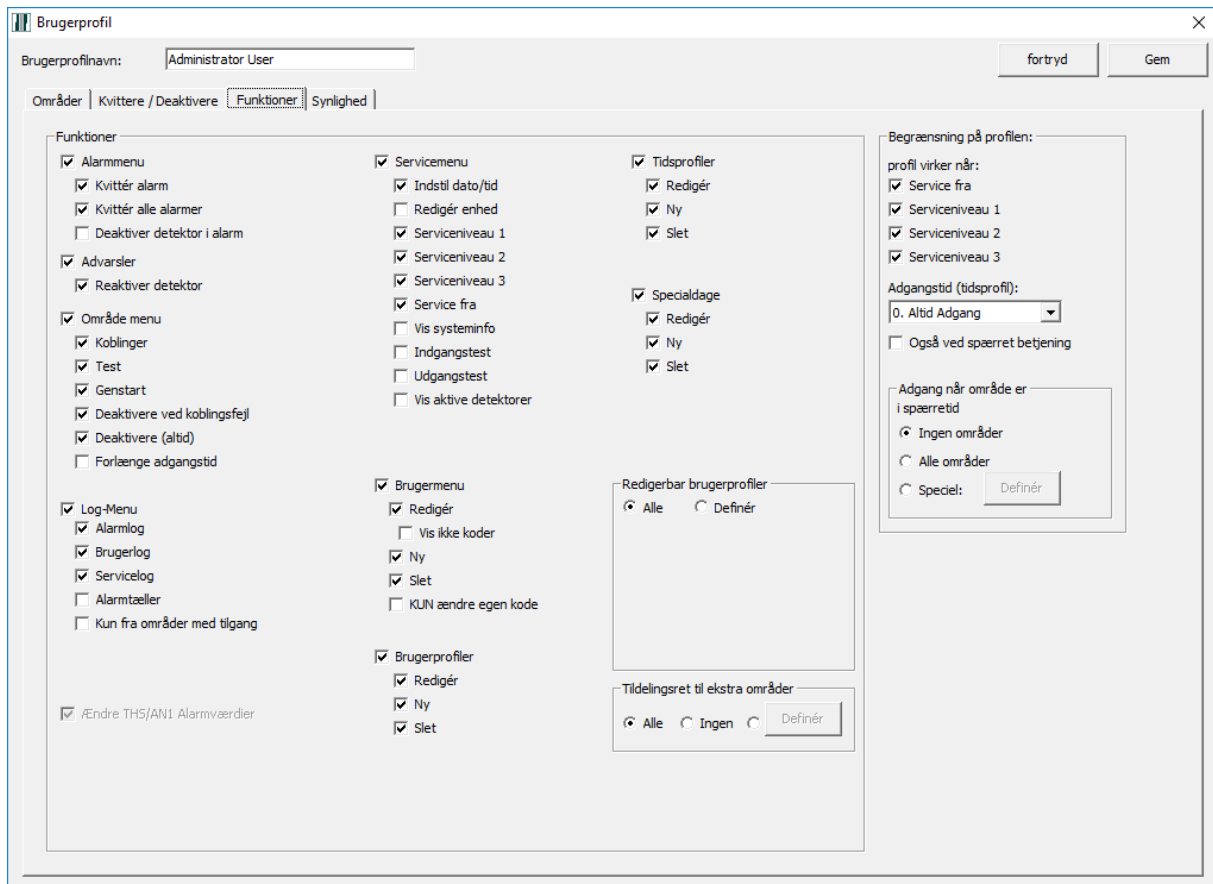 Brugerprofil
Brugerprofilnavn:
Administrator User
fortryd
Gem
Områder
Kvittere / Deaktivere
Funktioner
Synlighed
Funktioner
Alarmmenu
Kvittér alarm
Kvittér alle alarmer
Deaktiver detektor i alarm
Advarsler
Reaktiver detektor
Område menu
Koblinger
Test
Genstart
Deaktivere ved koblingsfejl
Deaktivere (altid)
Forlænge adgangstid
Log-Menu
Alarmlog
Brugerlog
Servicelog
Alarmtæller
Kun fra områder med tilgang
Ændre THS/AN1 Alarmværdier
Servicemenu
Indstil dato/tid
Redigér enhed
Serviceniveau 1
Serviceniveau 2
Serviceniveau 3
Service fra
Vis systeminfo
Indgangstest
Udgangstest
Vis aktive detektorer
Brugermenu
Redigér
Vis ikke koder
Ny
Slet
KUN ændre egen kode
Brugerprofiler
Redigér
Ny
Slet
Tidsprofiler
Redigér
Ny
Slet
Specialdage
Redigér
Ny
Slet
Redigerbar brugerprofiler
Alle
Definér
Tildelingsret til ekstra områder
Alle
Ingen
Definér
Begrænsning på profilen:
profil virker når:
Service fra
Serviceniveau 1
Serviceniveau 2
Serviceniveau 3
Adgangstid (tidsprofil):
0. Altid Adgang
Også ved spærret betjening
Adgang når område er
i spærretid
Ingen områder
Alle områder
Speciel:
Definér